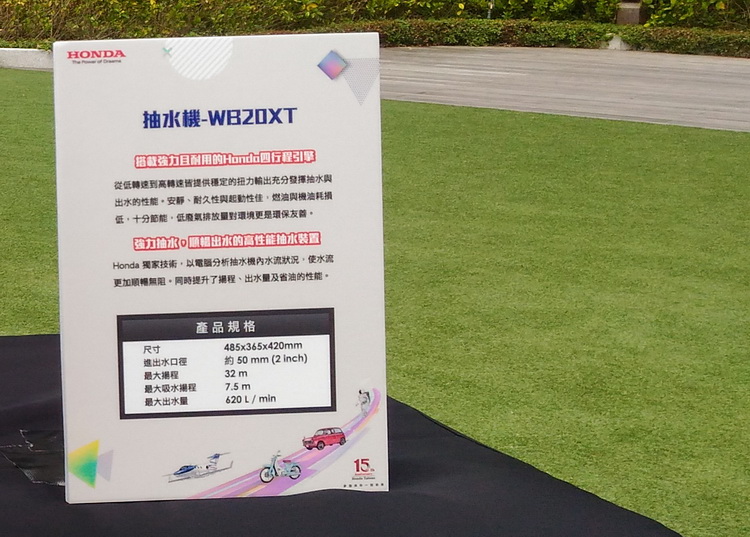 HONDA
The Power of Dreams
抽水機-WB20XT
搭載強力且耐用的Honda四行程引擎
從低轉速到高轉速皆提供穩定的扭力輸出充分發揮抽水與
出水的性能。安靜、耐久性與起動性佳，燃油與機油耗損
低，十分節能，低廢氣排放量對環境更是環保友善。
強力抽水，順暢出水的高性能抽水裝置
Honda 獨家技術，以電腦分析抽水機內水流狀況，使水流
更加順暢無阻。同時提升了揚程、出水量及省油的性能。
產品規格
尺寸 485x365x420mm
進出水口徑 約 50 mm (2 inch)
最大揚程 32 m
最大吸水揚程 7.5 m
最大出水量 620 L / min
15th
Honda Taiwan